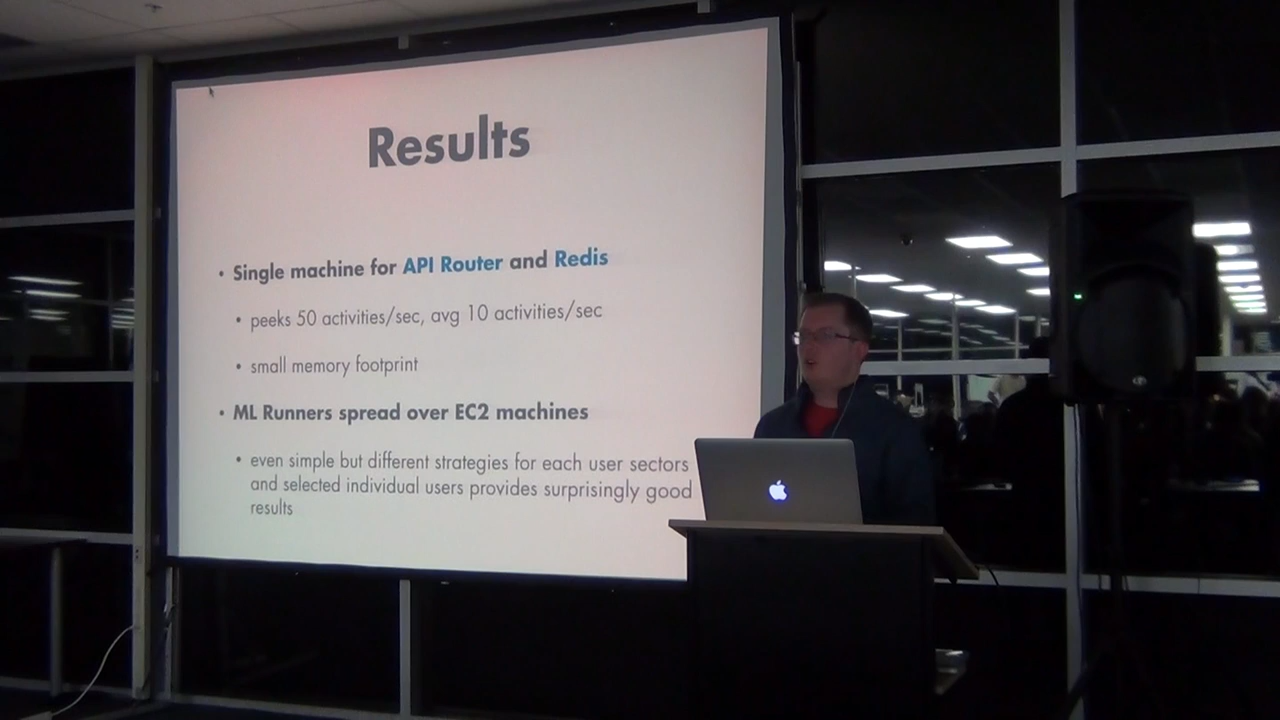 Results
• Single machine for API Router and Redis
• peeks 50 activities/sec, avg 10 activities/sec
• small memory footprint
• ML Runners spread over EC2 machines
• even simple but different strategies for each user sectors
and selected individual users provides surprisingly good
results